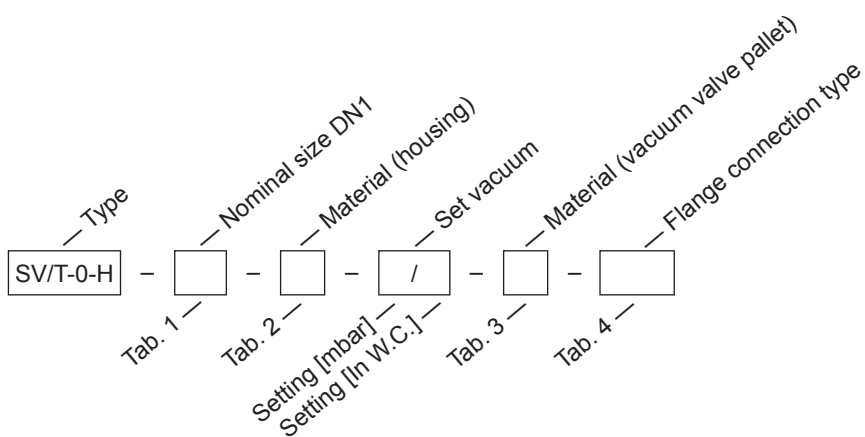 Type
Nominal size DN1
Material (housing)
Set vacuum
Material (vacuum valve pallet)
Flange connection type
SV/T-0-H – – – / – –
Tab. 1
Tab. 2
Setting [mbar]
Setting [In W.C.]
Tab. 3
Tab. 4